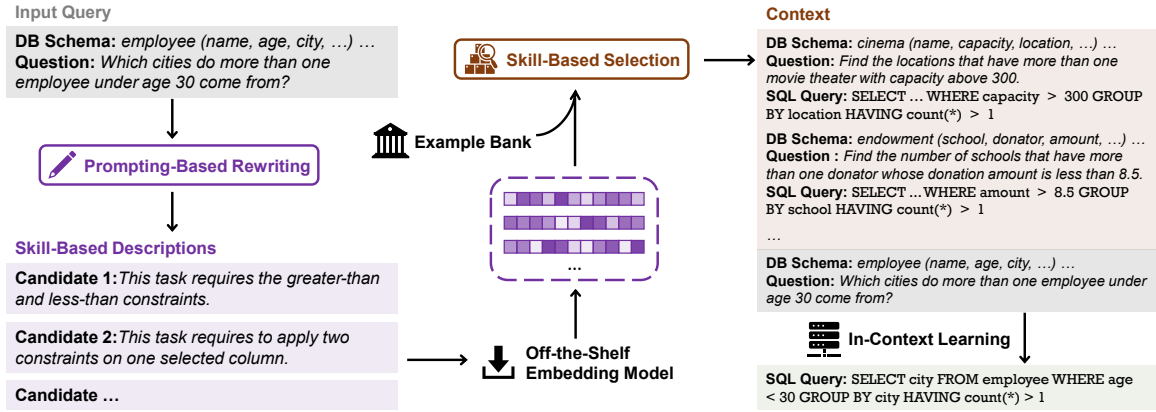 Input Query
DB Schema: employee (name, age, city, …) …
Question: Which cities do more than one
employee under age 30 come from?
Prompting-Based Rewriting
Skill-Based Descriptions
Candidate 1:This task requires the greater-than
and less-than constraints.
Candidate 2:This task requires to apply two
constraints on one selected column.
Candidate …
Off-the-Shelf
Embedding Model
…
Example Bank
Skill-Based Selection
Context
DB Schema: cinema (name, capacity, location, …) …
Question: Find the locations that have more than one
movie theater with capacity above 300.
SQL Query: SELECT … WHERE capacity > 300 GROUP
BY location HAVING count(*) > 1
DB Schema: endowment (school, donator, amount, …) …
Question : Find the number of schools that have more
than one donator whose donation amount is less than 8.5.
SQL Query: SELECT … WHERE amount > 8.5 GROUP
BY school HAVING count(*) > 1
…
DB Schema: employee (name, age, city, …) …
Question: Which cities do more than one employee under
age 30 come from?
In-Context Learning
SQL Query: SELECT city FROM employee WHERE age
< 30 GROUP BY city HAVING count(*) > 1